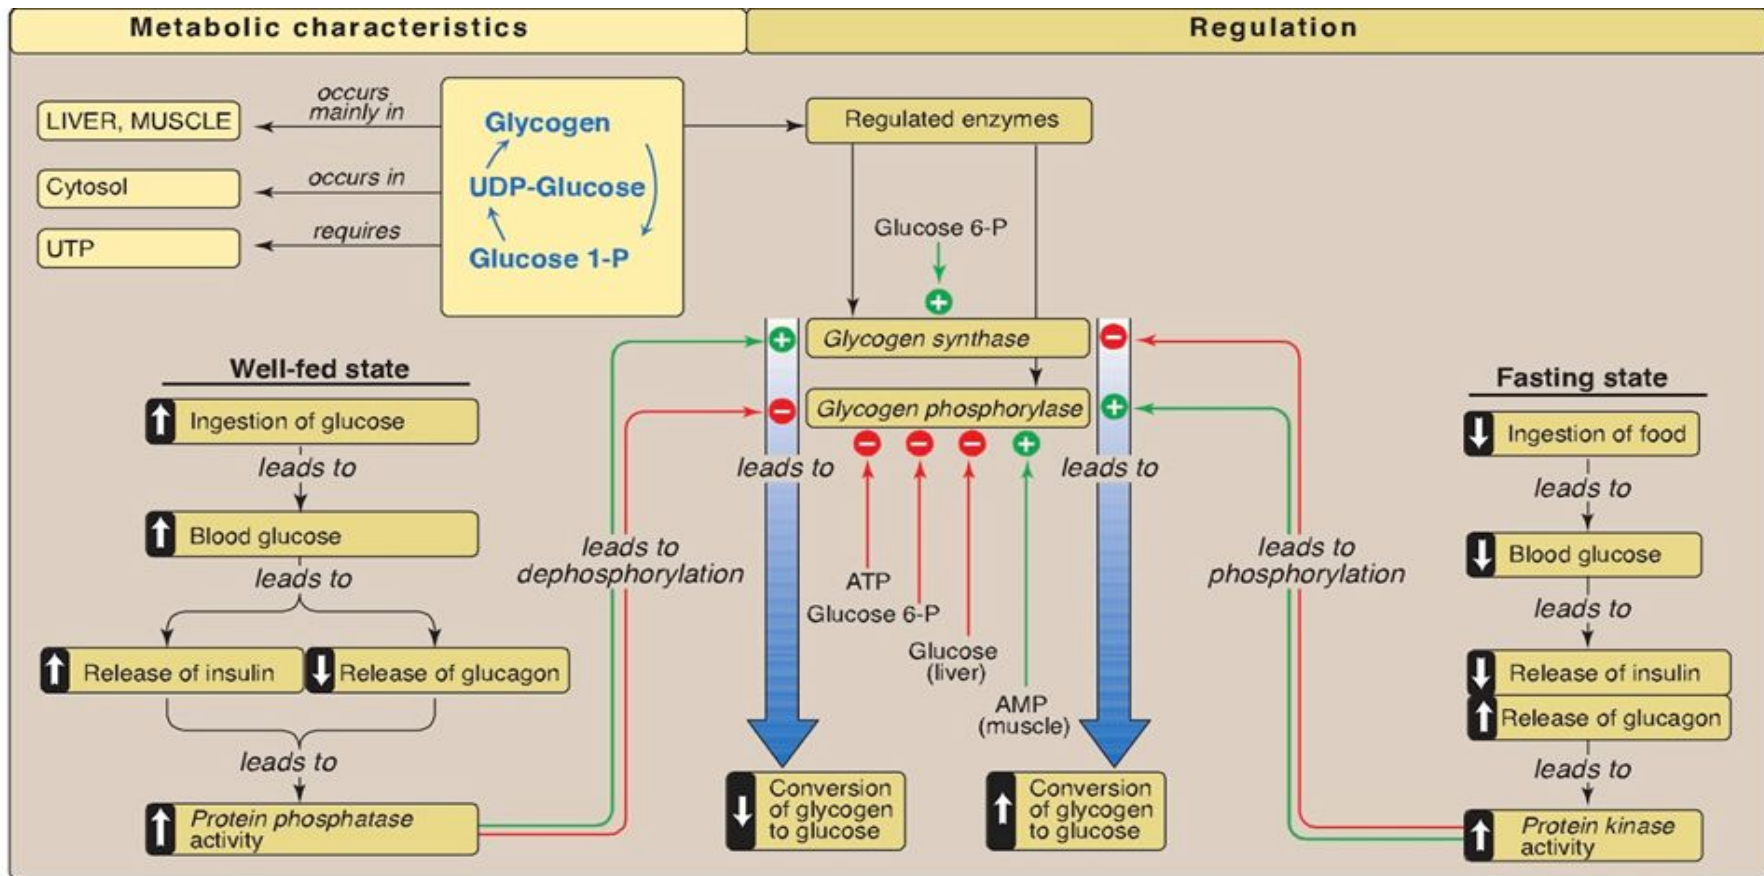 Metabolic characteristics
Regulation
LIVER, MUSCLE
occurs
mainly in
Cytosol
occurs in
UTP
requires
Glycogen
UDP-Glucose
Glucose 1-P
Regulated enzymes
Glucose 6-P
+
Glycogen synthase
Glycogen phosphorylase
+
−
−
+
−
−
−
+
leads to
leads to
ATP
Glucose 6-P
Glucose
(liver)
AMP
(muscle)
Conversion
of glycogen
to glucose
Conversion
of glycogen
to glucose
Well-fed state
Ingestion of glucose
leads to
Blood glucose
leads to
Release of insulin
Release of glucagon
leads to
Protein phosphatase
activity
leads to
dephosphorylation
Fasting state
Ingestion of food
leads to
Blood glucose
leads to
Release of insulin
Release of glucagon
leads to
Protein kinase
activity
leads to
phosphorylation